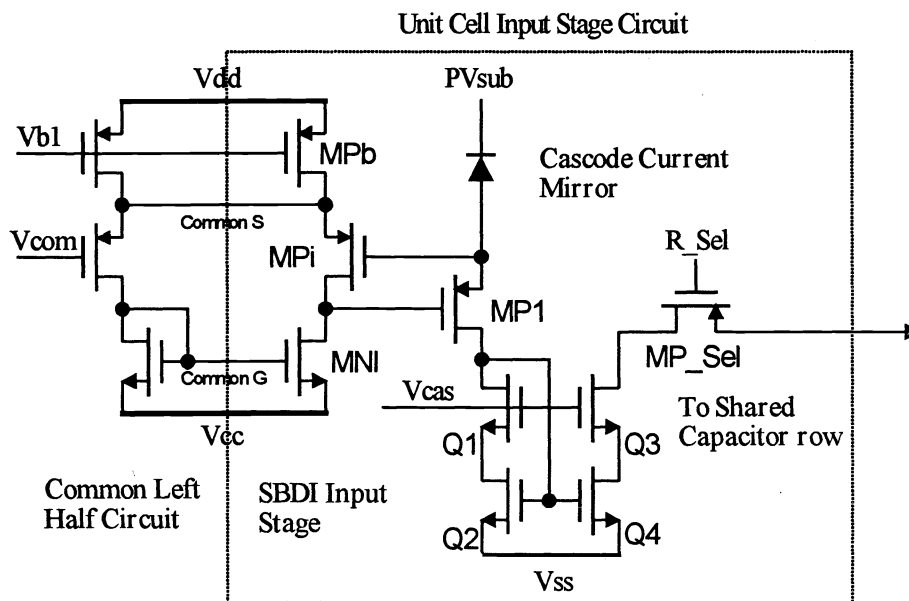 Unit Cell Input Stage Circuit
Vdd
PVsub
Vb1
MPb
Cascode Current
Mirror
Common S
Vcom
MPi
R_Sel
MP1
MP_Sel
Common G
MNI
Vcas
To Shared
Capacitor row
Vcc
Q1
Q3
Common Left
Half Circuit
SBDI Input
Stage
Q2
Q4
Vss